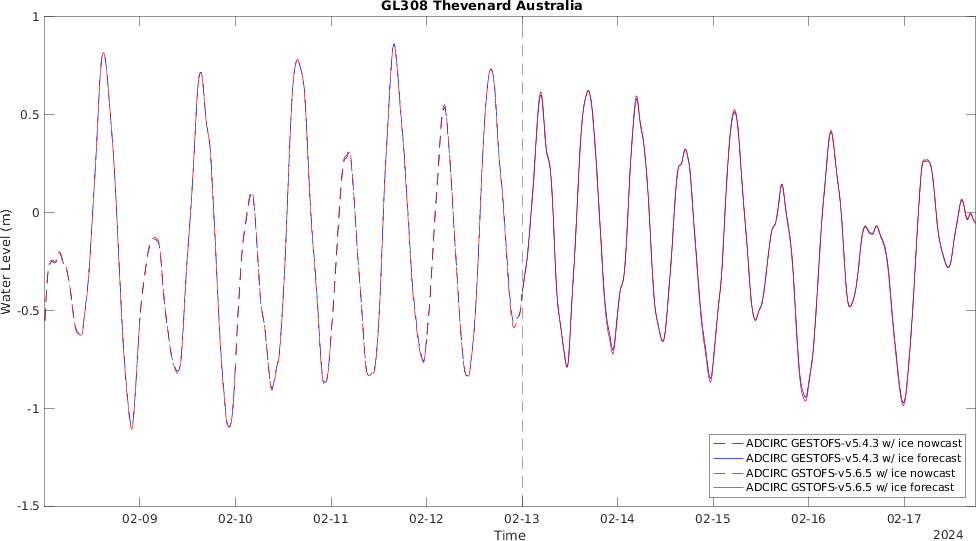 GL308 Thevenard Australia
1
0.5
0
-0.5
-1
-1.5
Water Level (m)
02-09 02-10 02-11 02-12 02-13 02-14 02-15 02-16 02-17
Time
2024
ADCIRC GESTOFS-v5.4.3 w/ ice nowcast
ADCIRC GESTOFS-v5.4.3 w/ ice forecast
ADCIRC GSTOFS-v5.6.5 w/ ice nowcast
ADCIRC GSTOFS-v5.6.5 w/ ice forecast